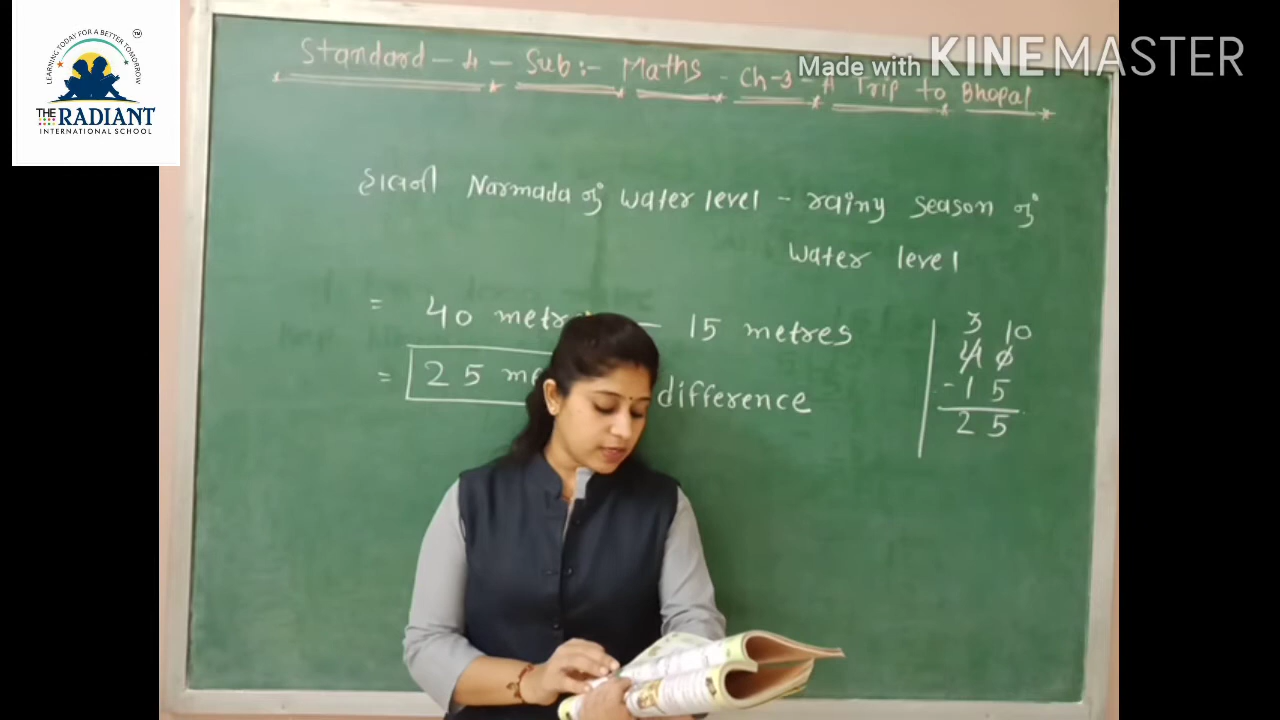 LEARNING TODAY FOR A BETTER TOMORROW
THE RADIANT
INTERNATIONAL SCHOOL
TM
Made with KINEMASTER
Standard - 4 - Sub:- Maths - Ch-3 - A Trip to Bhopal
હાલની Narmada નું water level - rainy season નું
water level
= 40 metres - 15 metres
= 25 me difference
3 10
4 0
- 1 5
2 5